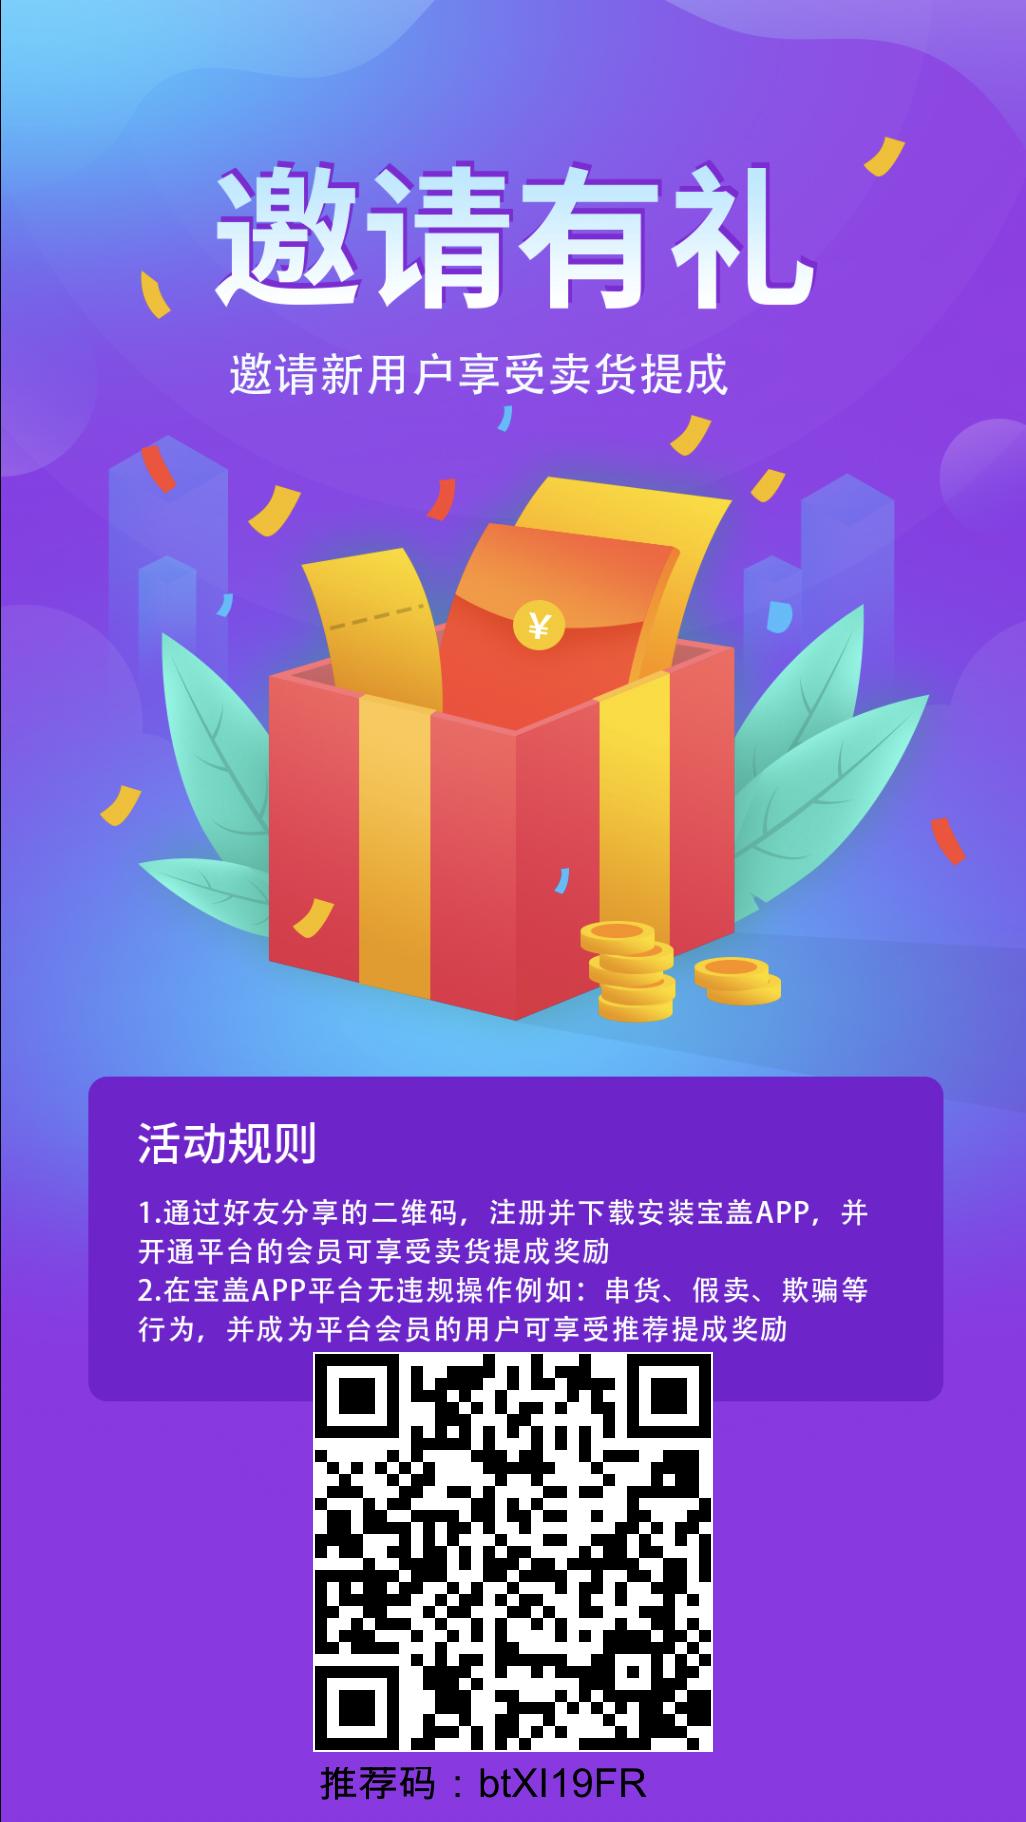 邀请有礼
邀请新用户享受卖货提成
¥
活动规则
1.通过好友分享的二维码，注册并下载安装宝盖APP，并
开通平台的会员可享受卖货提成奖励
2.在宝盖APP平台无违规操作例如：串货、假卖、欺骗等
行为，并成为平台会员的用户可享受推荐提成奖励
推荐码：btXI19FR